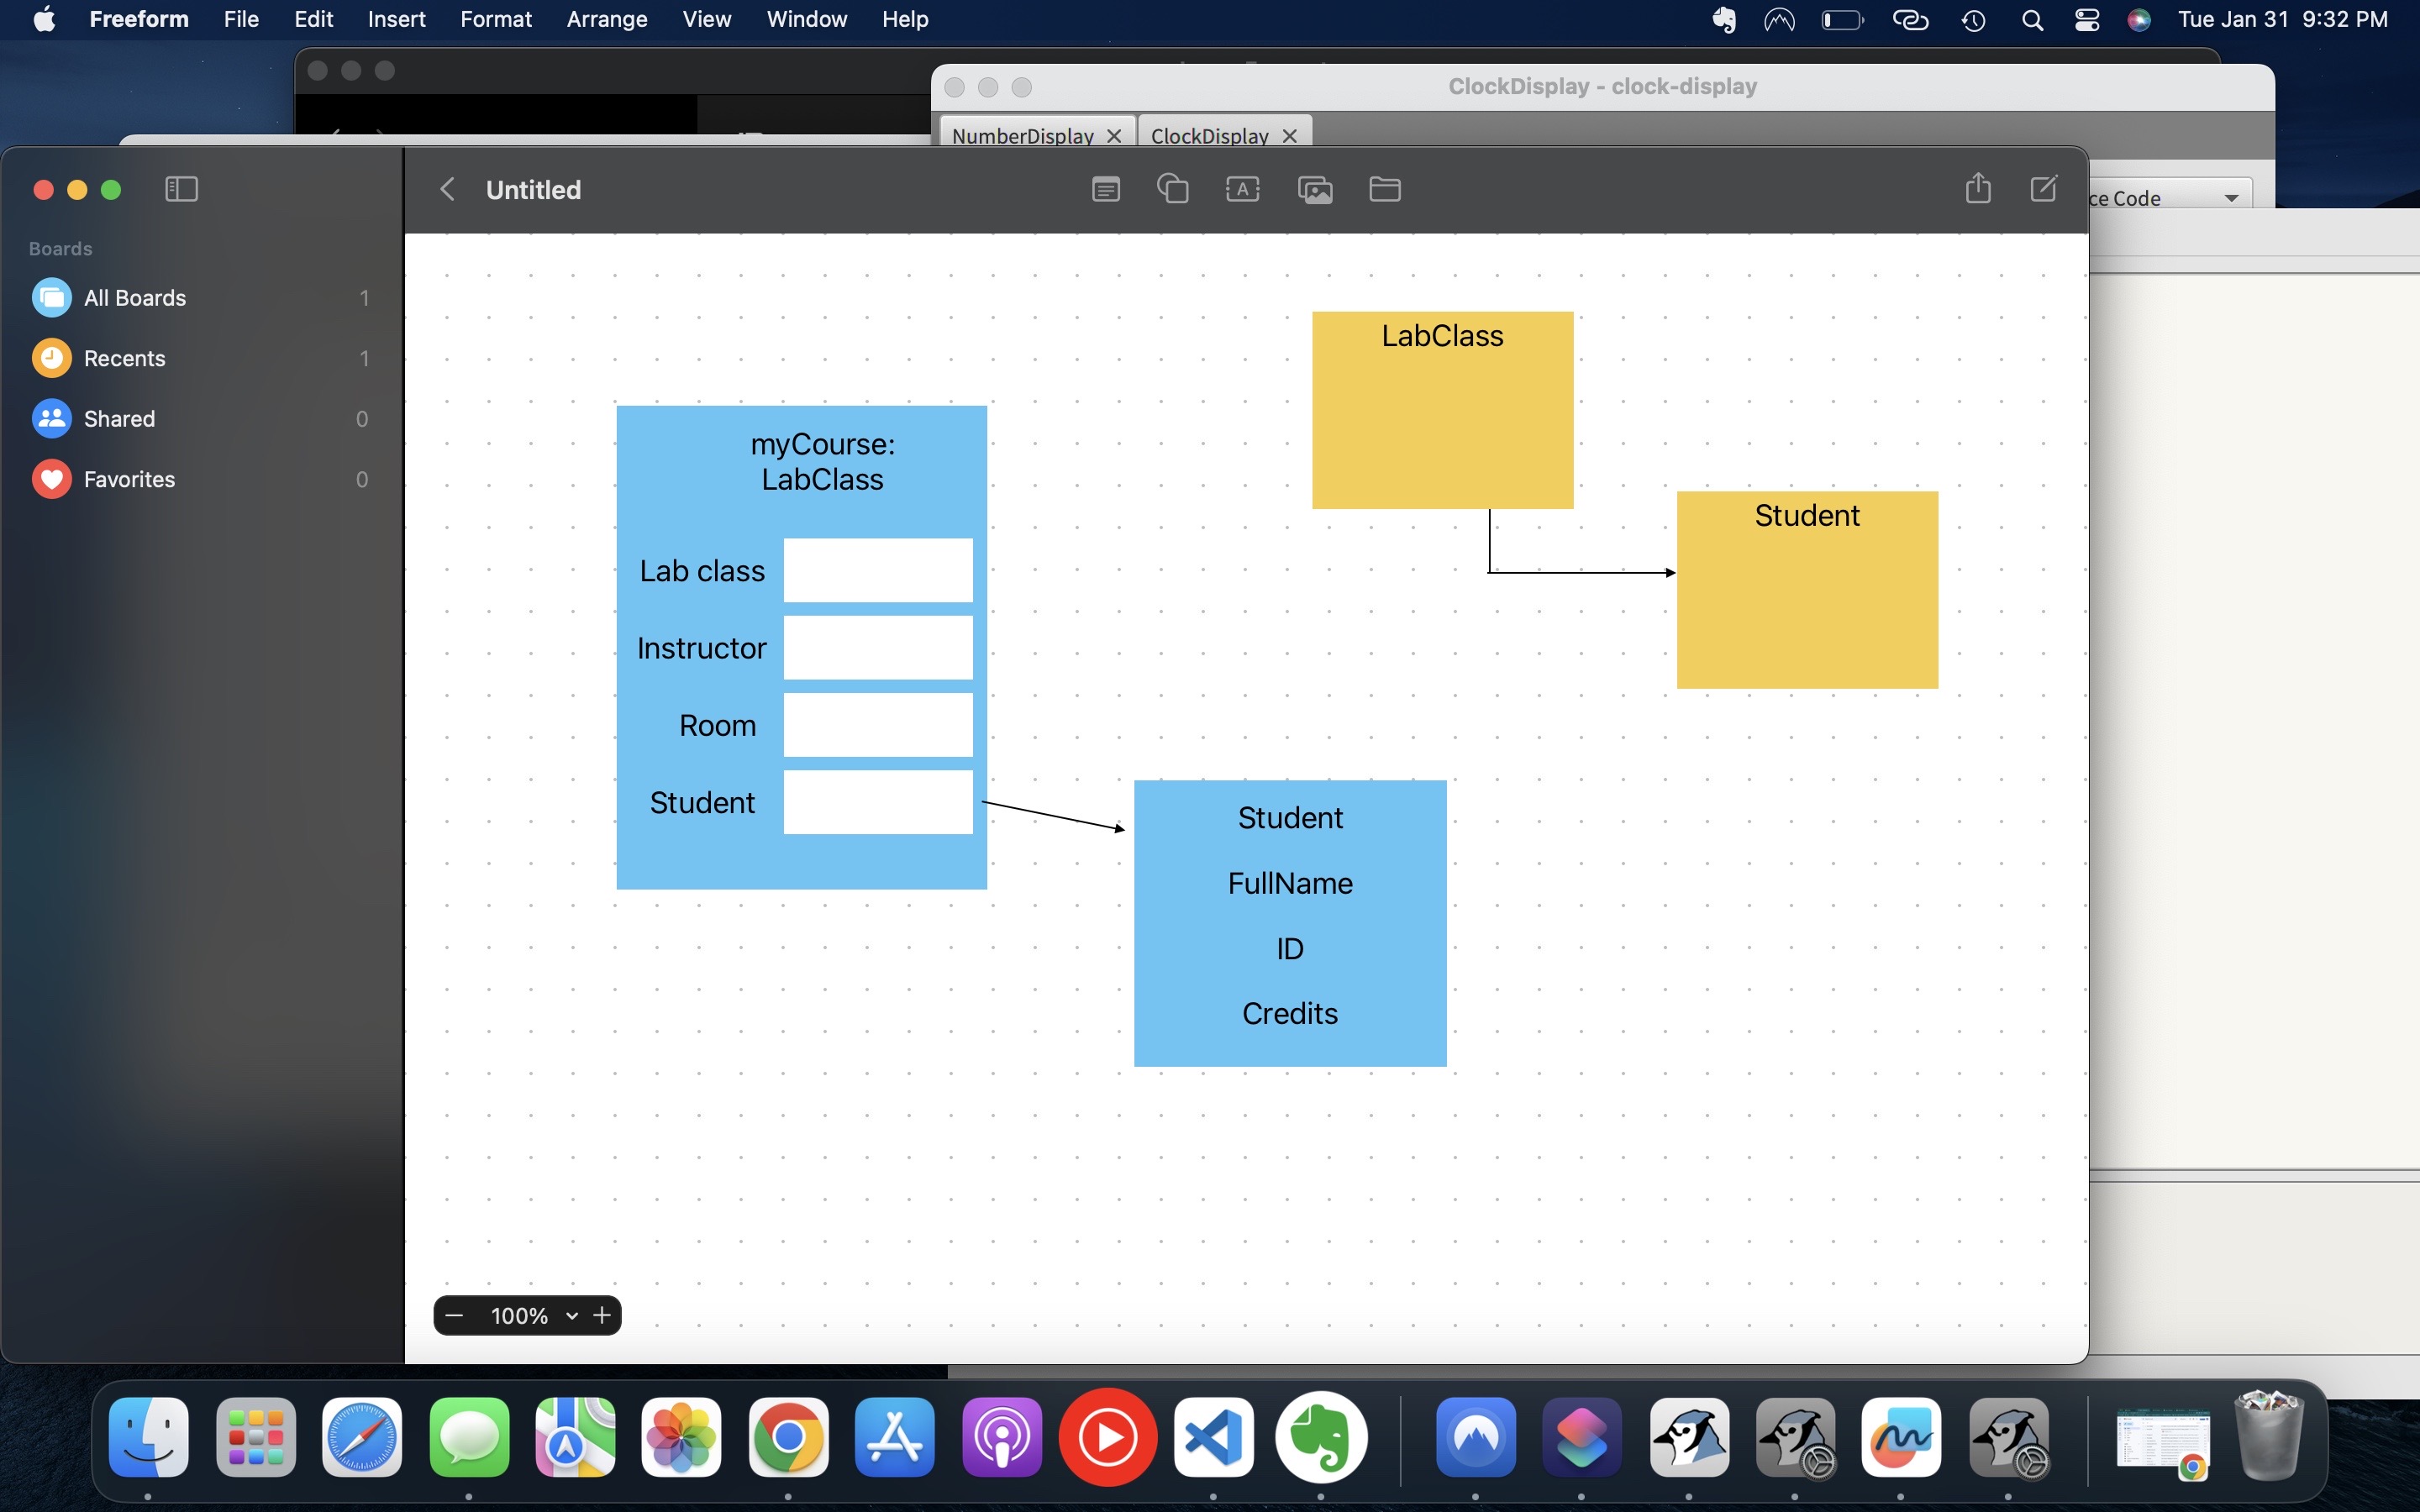 Freeform File Edit Insert Format Arrange View Window Help Tue Jan 31 9:32 PM
ClockDisplay - clock-display
NumberDisplay ClockDisplay
Untitled
ce Code
Boards
All Boards 1
Recents 1
Shared 0
Favorites 0
LabClass
myCourse:
LabClass
Student
Lab class
Instructor
Room
Student
Student
FullName
ID
Credits
100%